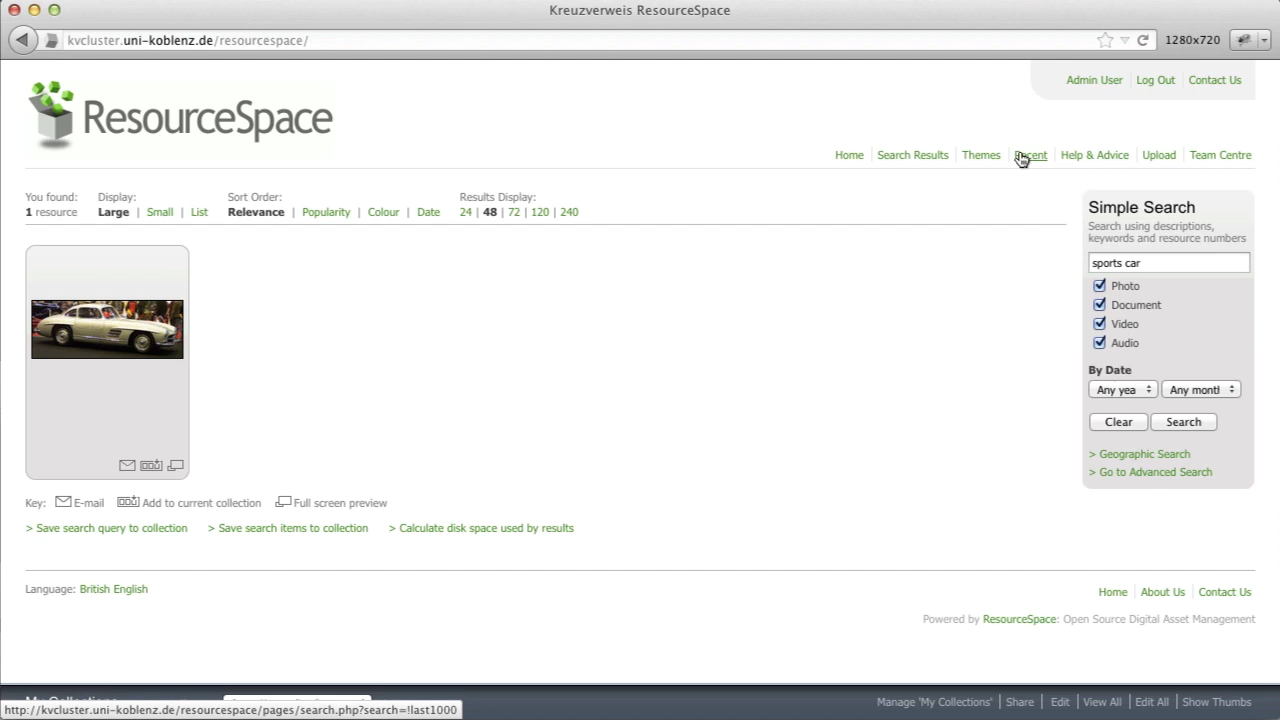 Kreuzverweis ResourceSpace
kvcluster.uni-koblenz.de/resourcespace/
1280x720
Admin User
Log Out
Contact Us
ResourceSpace
Home
Search Results
Themes
Recent
Help & Advice
Upload
Team Centre
You found:
1 resource
Display:
Large | Small | List
Sort Order:
Relevance | Popularity | Colour | Date
Results Display:
24 | 48 | 72 | 120 | 240
Simple Search
Search using descriptions,
keywords and resource numbers
sports car
Photo
Document
Video
Audio
By Date
Any yea
Any montl
Clear
Search
> Geographic Search
> Go to Advanced Search
Key: E-mail Add to current collection Full screen preview
> Save search query to collection > Save search items to collection > Calculate disk space used by results
Language: British English
Home
About Us
Contact Us
Powered by ResourceSpace: Open Source Digital Asset Management
My Collections
Manage 'My Collections' | Share | Edit | View All | Edit All | Show Thumbs
http://kvcluster.uni-koblenz.de/resourcespace/pages/search.php?search=!last1000